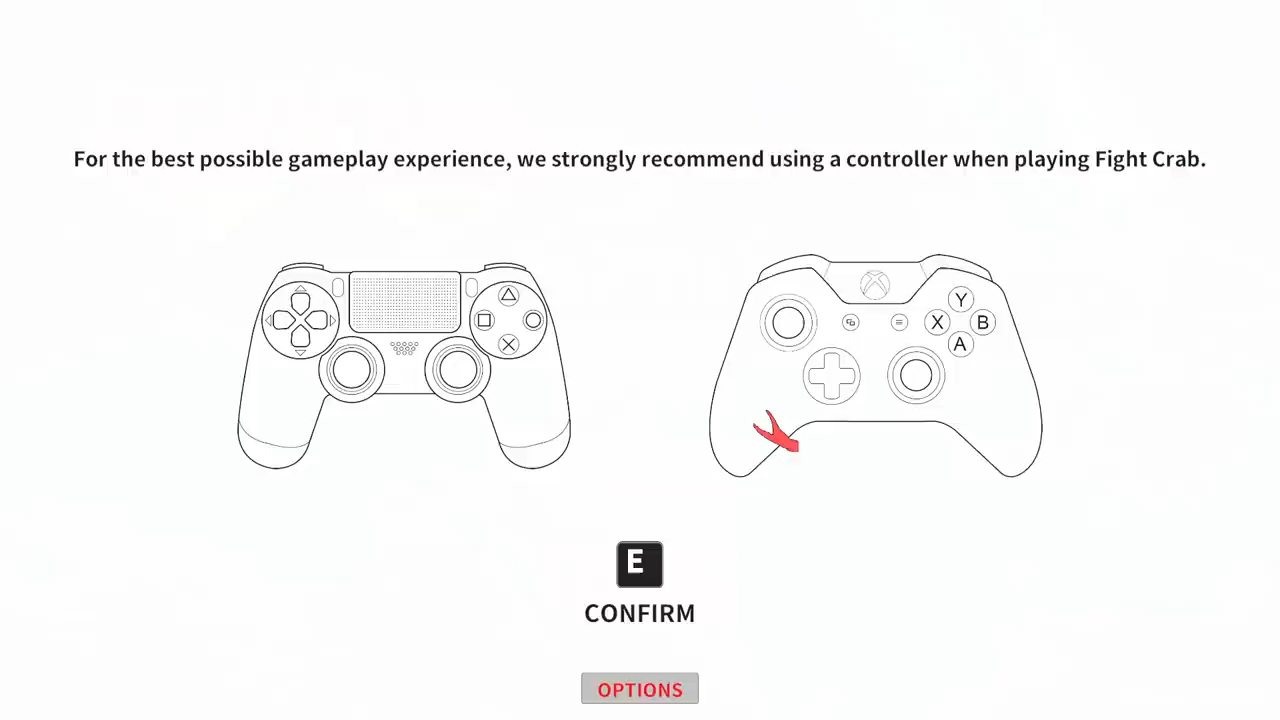 For the best possible gameplay experience, we strongly recommend using a controller when playing Fight Crab.
Y
X
B
A
E
CONFIRM
OPTIONS